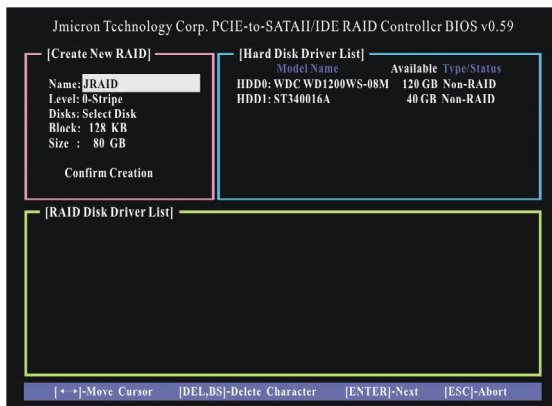 Jmicron Technology Corp. PCIE-to-SATAII/IDE RAID Controller BIOS v0.59
[Create New RAID]
Name: JRAID
Level: 0-Stripe
Disks: Select Disk
Block: 128 KB
Size : 80 GB
Confirm Creation
[Hard Disk Driver List]
Model Name Available Type/Status
HDD0: WDC WD1200WS-08M 120 GB Non-RAID
HDD1: ST340016A 40 GB Non-RAID
[RAID Disk Driver List]
[←→]-Move Cursor [DEL,BS]-Delete Character [ENTER]-Next [ESC]-Abort